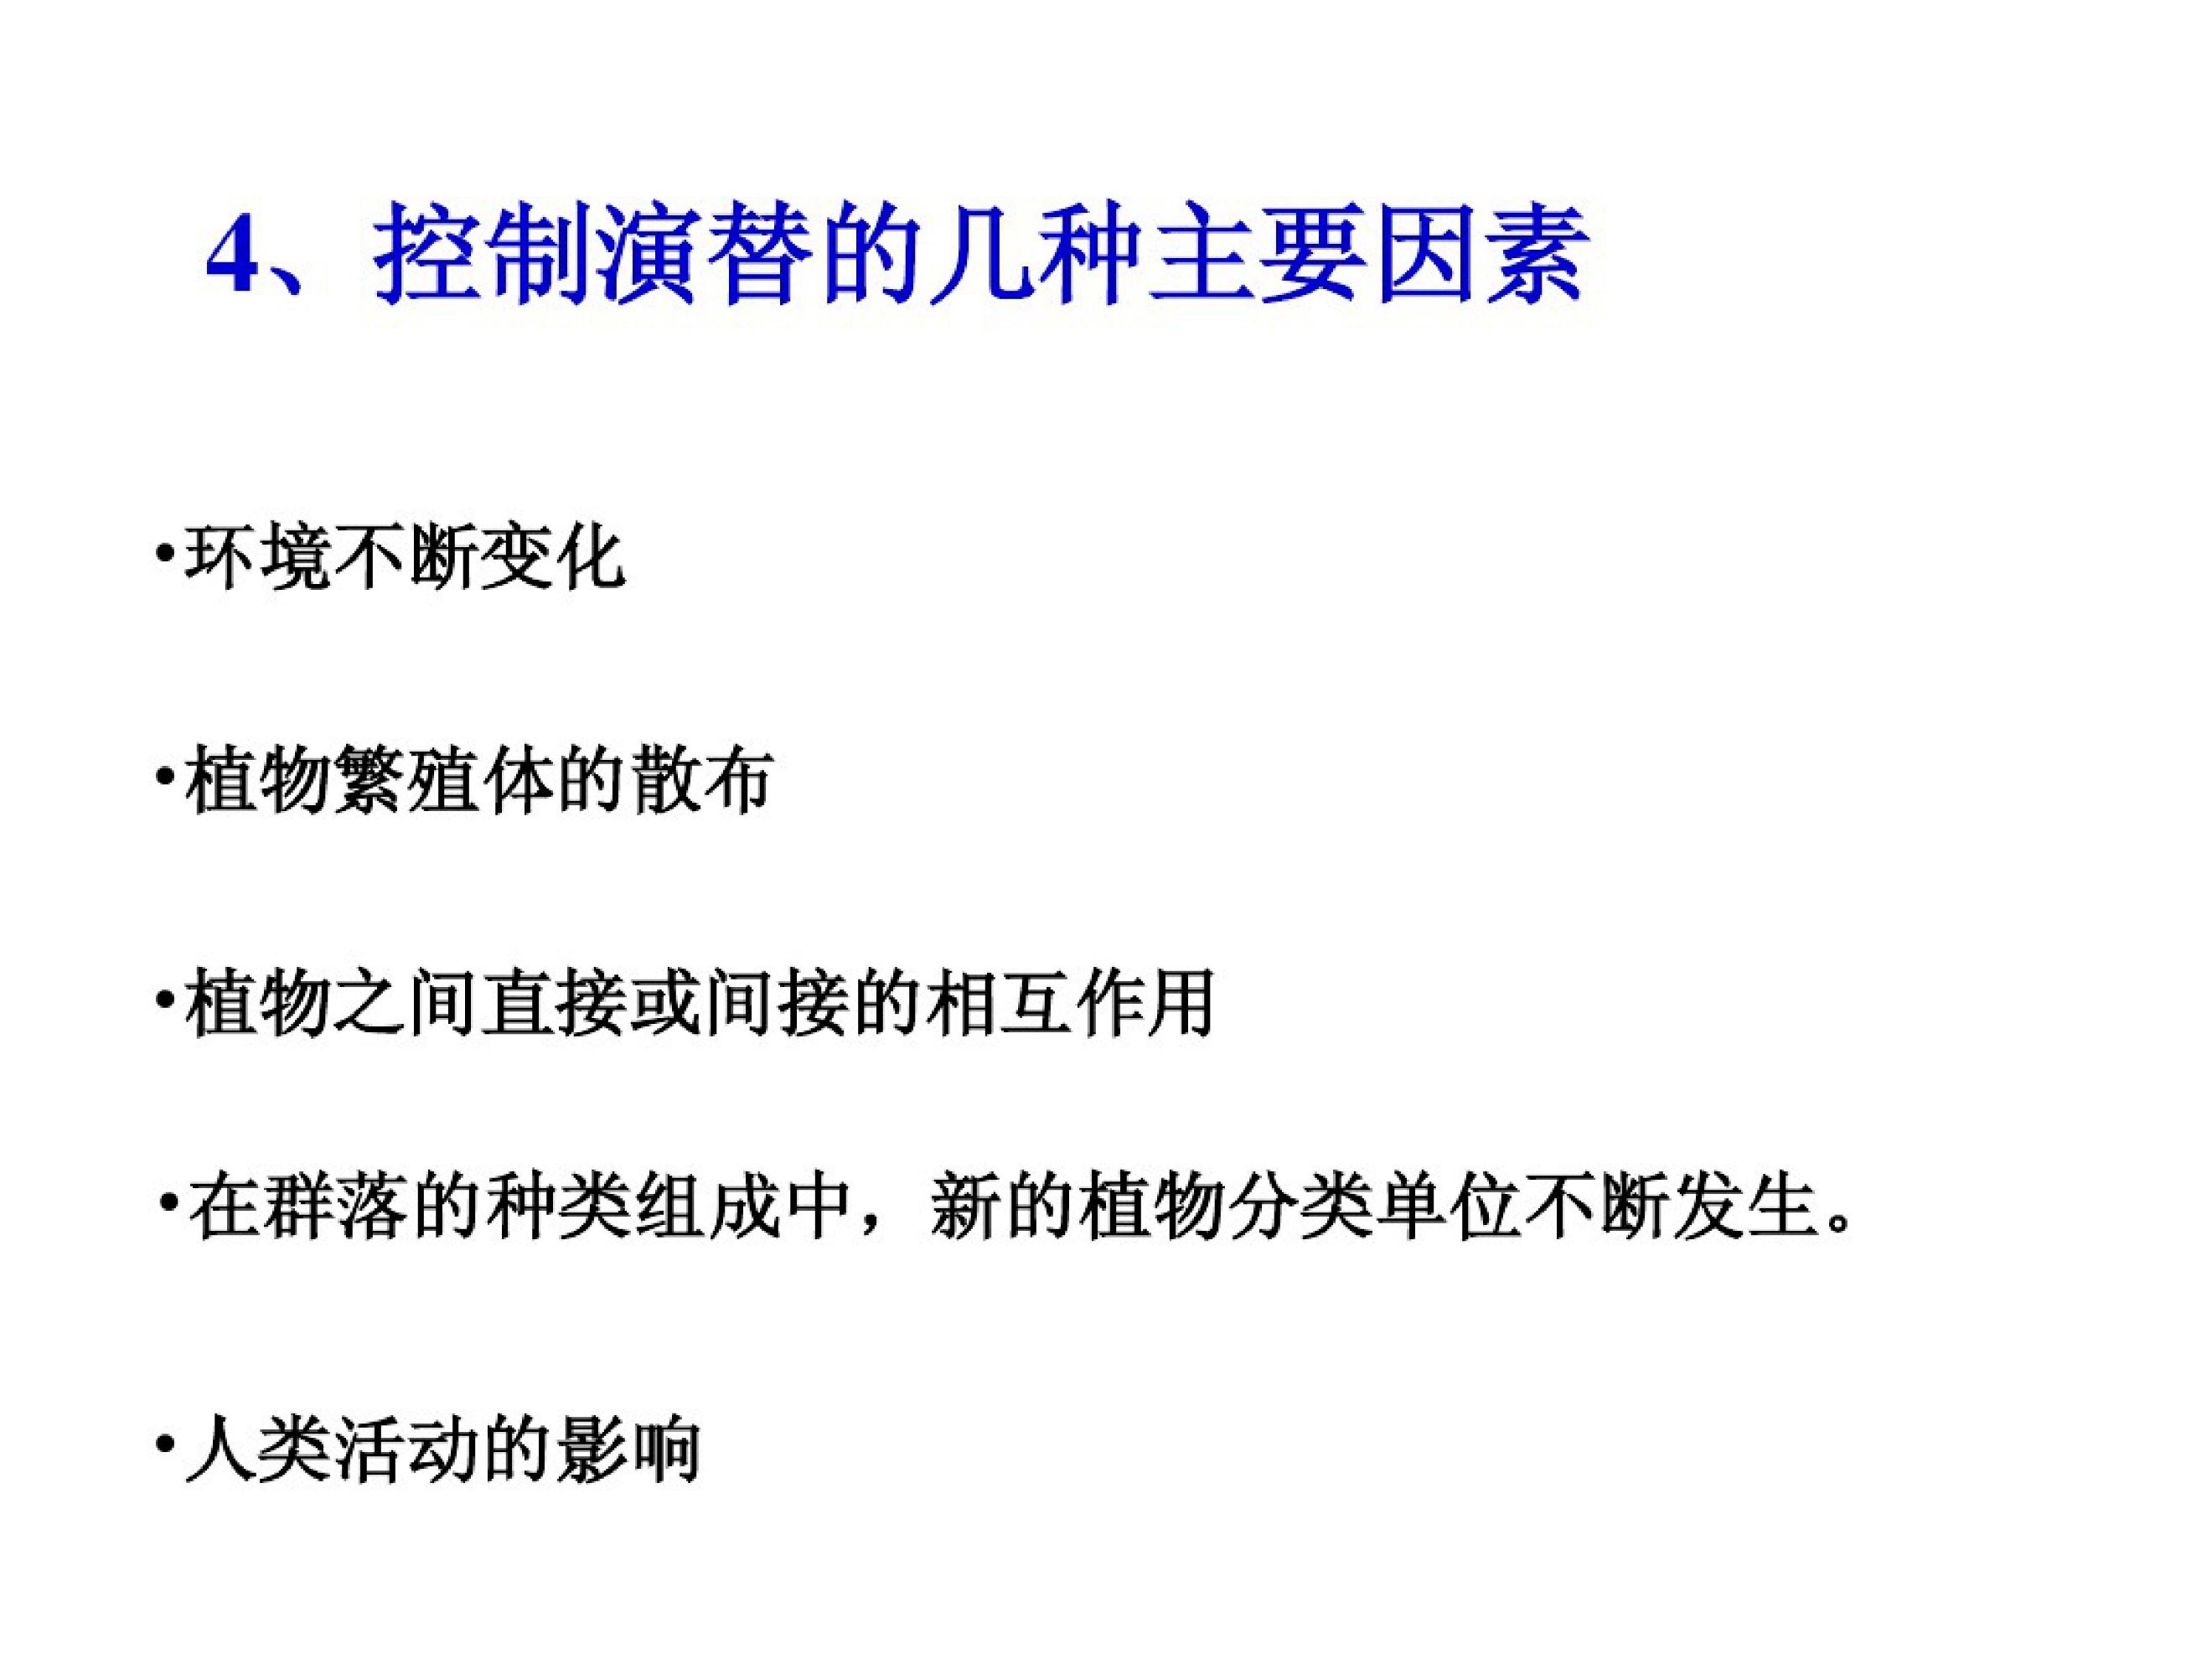 4、控制演替的几种主要因素
•环境不断变化
•植物繁殖体的散布
•植物之间直接或间接的相互作用
•在群落的种类组成中，新的植物分类单位不断发生。
•人类活动的影响